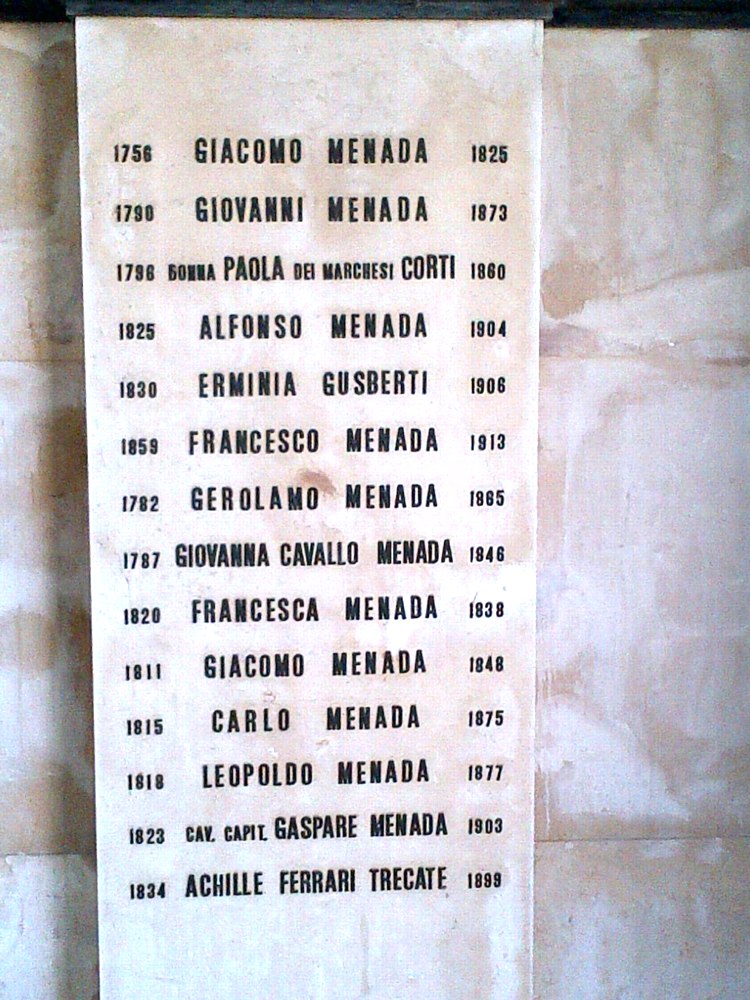 1756 GIACOMO MENADA 1825
1790 GIOVANNI MENADA 1873
1796 DONNA PAOLA DEI MARCHESI CORTI 1860
1825 ALFONSO MENADA 1904
1830 ERMINIA GUSBERTI 1906
1859 FRANCESCO MENADA 1913
1782 GEROLAMO MENADA 1865
1787 GIOVANNA CAVALLO MENADA 1846
1820 FRANCESCA MENADA 1838
1811 GIACOMO MENADA 1848
1815 CARLO MENADA 1875
1818 LEOPOLDO MENADA 1877
1823 CAV. CAPIT. GASPARE MENADA 1903
1834 ACHILLE FERRARI TRECATE 1899